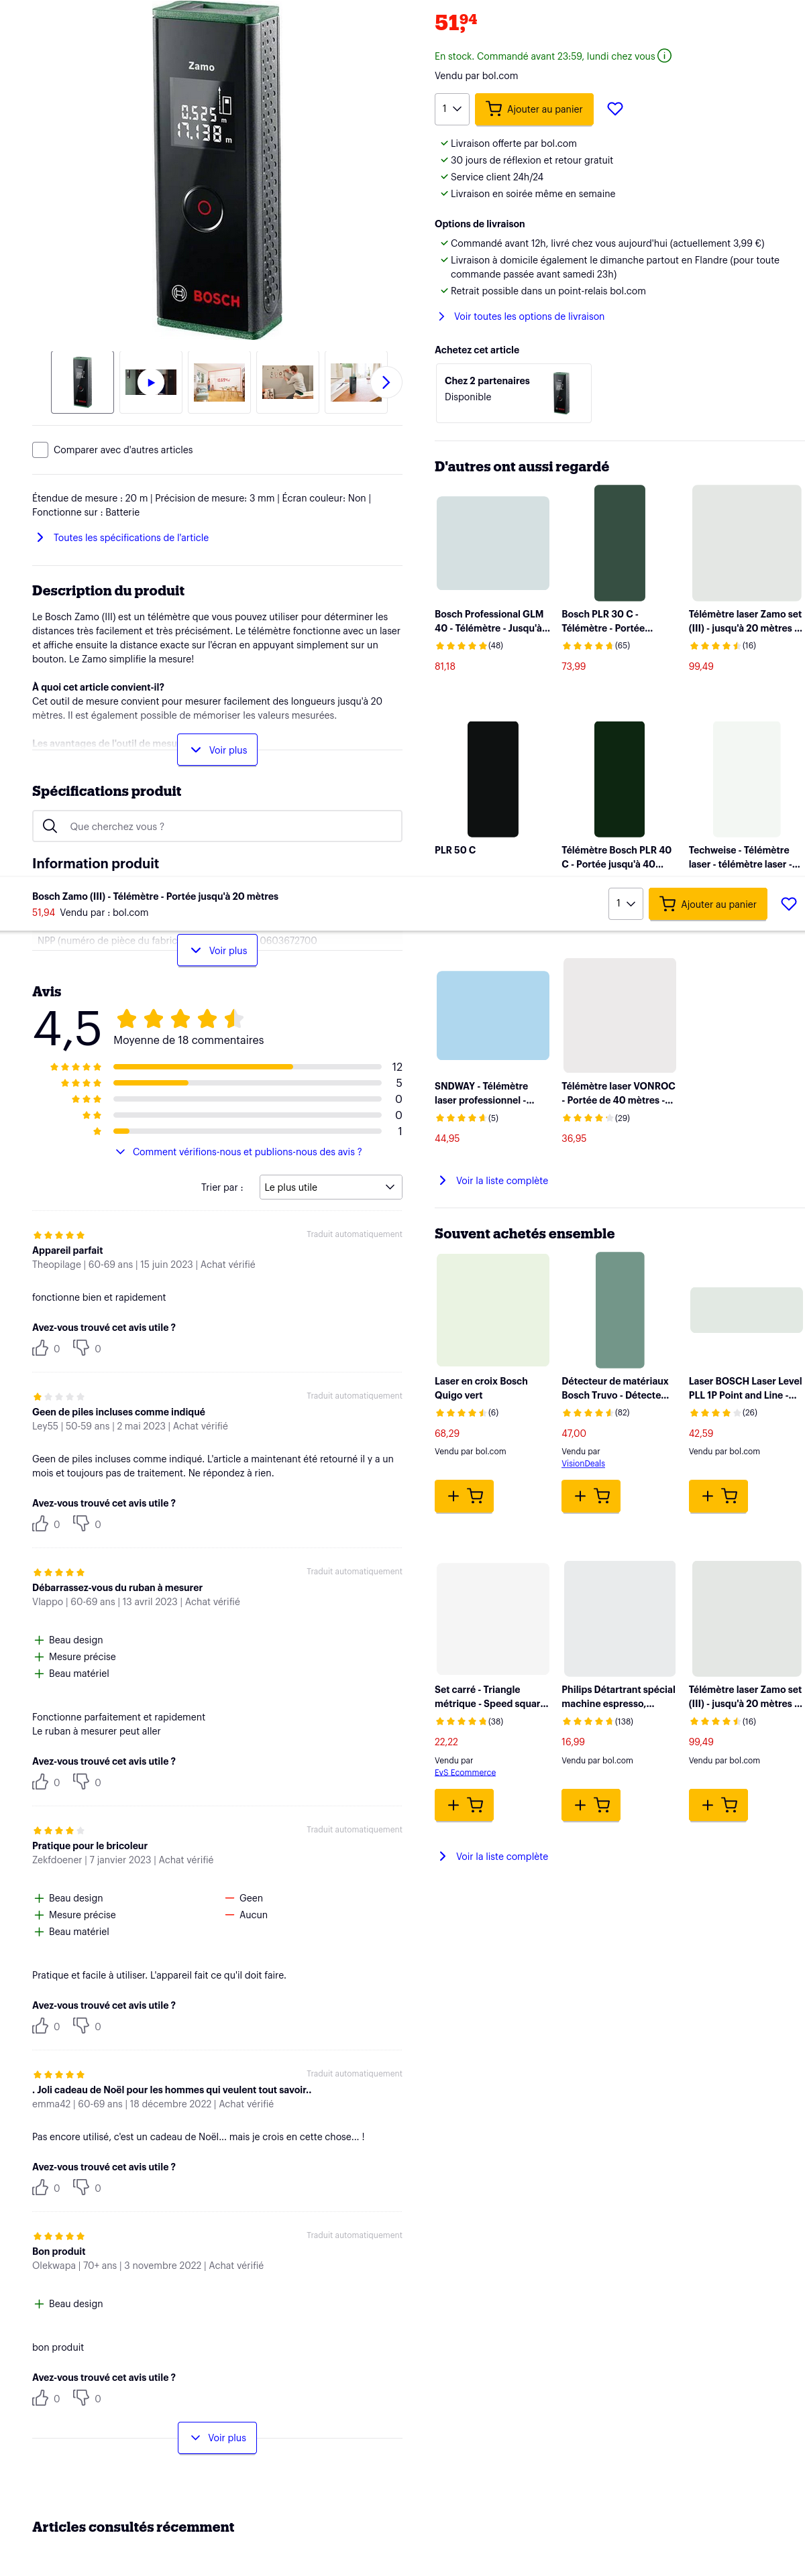 Zamo
0.525 m
17.138 m
BOSCH
Comparer avec d'autres articles
Étendue de mesure : 20 m | Précision de mesure: 3 mm | Écran couleur: Non |
Fonctionne sur : Batterie
Toutes les spécifications de l'article
Description du produit
Le Bosch Zamo (III) est un télémètre que vous pouvez utiliser pour déterminer les
distances très facilement et très précisément. Le télémètre fonctionne avec un laser
et affiche ensuite la distance exacte sur l'écran en appuyant simplement sur un
bouton. Le Zamo simplifie la mesure!
À quoi cet article convient-il?
Cet outil de mesure convient pour mesurer facilement des longueurs jusqu'à 20
mètres. Il est également possible de mémoriser les valeurs mesurées.
Les avantages de l'outil de mesu
Voir plus
Spécifications produit
Que cherchez vous ?
Information produit
51,94
En stock. Commandé avant 23:59, lundi chez vous
Vendu par bol.com
1
Ajouter au panier
Livraison offerte par bol.com
30 jours de réflexion et retour gratuit
Service client 24h/24
Livraison en soirée même en semaine
Options de livraison
Commandé avant 12h, livré chez vous aujourd'hui (actuellement 3,99 €)
Livraison à domicile également le dimanche partout en Flandre (pour toute
commande passée avant samedi 23h)
Retrait possible dans un point-relais bol.com
Voir toutes les options de livraison
Achetez cet article
Chez 2 partenaires
Disponible
D'autres ont aussi regardé
Bosch Professional GLM
40 - Télémètre - Jusqu'à...
(48)
81,18
Bosch PLR 30 C -
Télémètre - Portée...
(65)
73,99
Télémètre laser Zamo set
(III) - jusqu'à 20 mètres ...
(16)
99,49
PLR 50 C
Télémètre Bosch PLR 40
C - Portée jusqu'à 40...
Techweise - Télémètre
laser - télémètre laser -...
Bosch Zamo (III) - Télémètre - Portée jusqu'à 20 mètres
51,94 Vendu par : bol.com
1
Ajouter au panier
NPP (numéro de pièce du fabric
0603672700
Voir plus
Avis
4,5
Moyenne de 18 commentaires
12
5
0
0
1
Comment vérifions-nous et publions-nous des avis ?
Trier par :
Le plus utile
Traduit automatiquement
Appareil parfait
Theopilage | 60-69 ans | 15 juin 2023 | Achat vérifié
fonctionne bien et rapidement
Avez-vous trouvé cet avis utile ?
0 0
Traduit automatiquement
Geen de piles incluses comme indiqué
Ley55 | 50-59 ans | 2 mai 2023 | Achat vérifié
Geen de piles incluses comme indiqué. L'article a maintenant été retourné il y a un
mois et toujours pas de traitement. Ne répondez à rien.
Avez-vous trouvé cet avis utile ?
0 0
Traduit automatiquement
Débarrassez-vous du ruban à mesurer
Vlappo | 60-69 ans | 13 avril 2023 | Achat vérifié
Beau design
Mesure précise
Beau matériel
Fonctionne parfaitement et rapidement
Le ruban à mesurer peut aller
Avez-vous trouvé cet avis utile ?
0 0
Traduit automatiquement
Pratique pour le bricoleur
Zekfdoener | 7 janvier 2023 | Achat vérifié
Beau design
Mesure précise
Beau matériel
Geen
Aucun
Pratique et facile à utiliser. L'appareil fait ce qu'il doit faire.
Avez-vous trouvé cet avis utile ?
0 0
Traduit automatiquement
. Joli cadeau de Noël pour les hommes qui veulent tout savoir..
emma42 | 60-69 ans | 18 décembre 2022 | Achat vérifié
Pas encore utilisé, c'est un cadeau de Noël... mais je crois en cette chose... !
Avez-vous trouvé cet avis utile ?
0 0
Traduit automatiquement
Bon produit
Olekwapa | 70+ ans | 3 novembre 2022 | Achat vérifié
Beau design
bon produit
Avez-vous trouvé cet avis utile ?
0 0
Voir plus
SNDWAY - Télémètre
laser professionnel -...
(5)
44,95
Télémètre laser VONROC
- Portée de 40 mètres -...
(29)
36,95
Voir la liste complète
Souvent achetés ensemble
Laser en croix Bosch
Quigo vert
(6)
68,29
Vendu par bol.com
Détecteur de matériaux
Bosch Truvo - Détecte...
(82)
47,00
Vendu par
VisionDeals
Laser BOSCH Laser Level
PLL 1P Point and Line -...
(26)
42,59
Vendu par bol.com
Set carré - Triangle
métrique - Speed squar...
(38)
22,22
Vendu par
EvS Ecommerce
Philips Détartrant spécial
machine espresso,...
(138)
16,99
Vendu par bol.com
Télémètre laser Zamo set
(III) - jusqu'à 20 mètres ...
(16)
99,49
Vendu par bol.com
Voir la liste complète
Articles consultés récemment